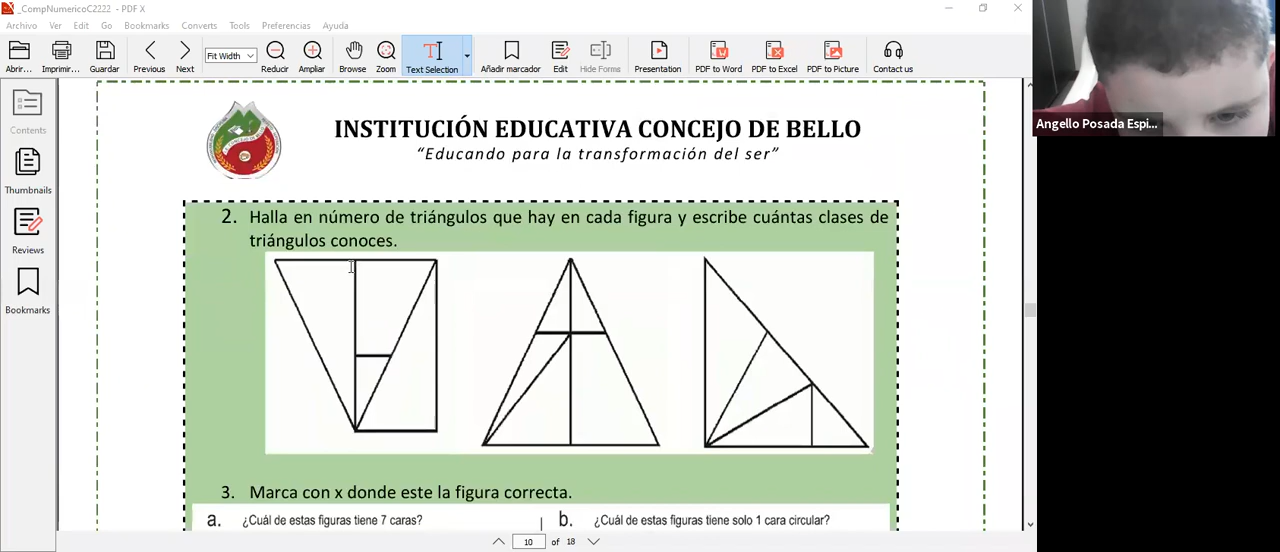 _CompNumericoC2222 - PDF X
Archivo Ver Edit Go Bookmarks Converts Tools Preferencias Ayuda
Abrir... Imprimir... Guardar Previous Next Fit Width Reducir Ampliar Browse Zoom Text Selection Añadir marcador Edit Hide Forms Presentation PDF to Word PDF to Excel PDF to Picture Contact us
Contents
Thumbnails
Reviews
Bookmarks
INSTITUCIÓN EDUCATIVA CONCEJO DE BELLO
“Educando para la transformación del ser”
2. Halla en número de triángulos que hay en cada figura y escribe cuántas clases de
triángulos conoces.
3. Marca con x donde este la figura correcta.
a. ¿Cuál de estas figuras tiene 7 caras?
b. ¿Cuál de estas figuras tiene solo 1 cara circular?
10 of 18
Angello Posada Espi...